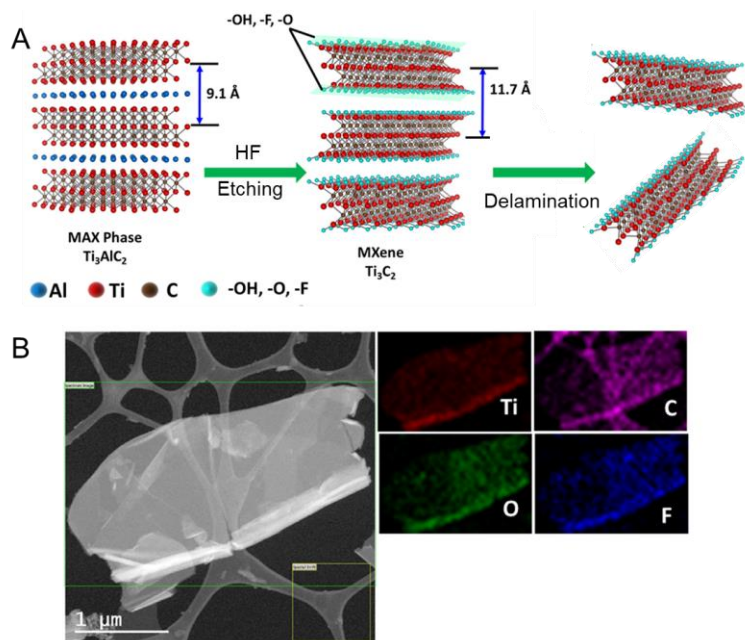 A
-OH, -F, -O
9.1 Å
11.7 Å
HF
Etching
Delamination
MAX Phase
Ti₃AlC₂
MXene
Ti₃C₂
Al Ti C -OH, -O, -F
B
Ti
C
O
F
1 µm